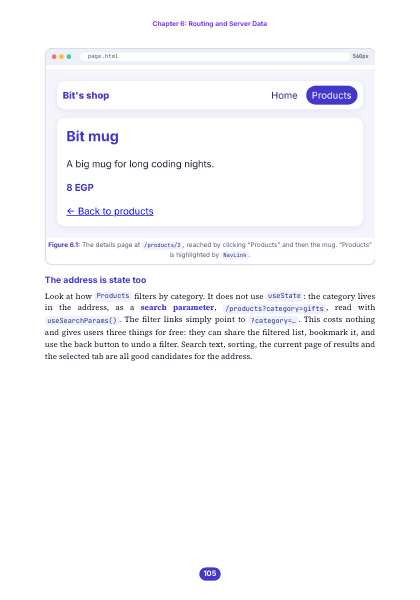 Chapter 6: Routing and Server Data
page.html
560px
Bit's shop
Home
Products
Bit mug
A big mug for long coding nights.
8 EGP
← Back to products
Figure 6.1: The details page at /products/2, reached by clicking "Products" and then the mug. "Products"
is highlighted by NavLink.
The address is state too
Look at how Products filters by category. It does not use useState: the category lives
in the address, as a search parameter, /products?category=gifts, read with
useSearchParams(). The filter links simply point to ?category=…. This costs nothing
and gives users three things for free: they can share the filtered list, bookmark it, and
use the back button to undo a filter. Search text, sorting, the current page of results and
the selected tab are all good candidates for the address.
105